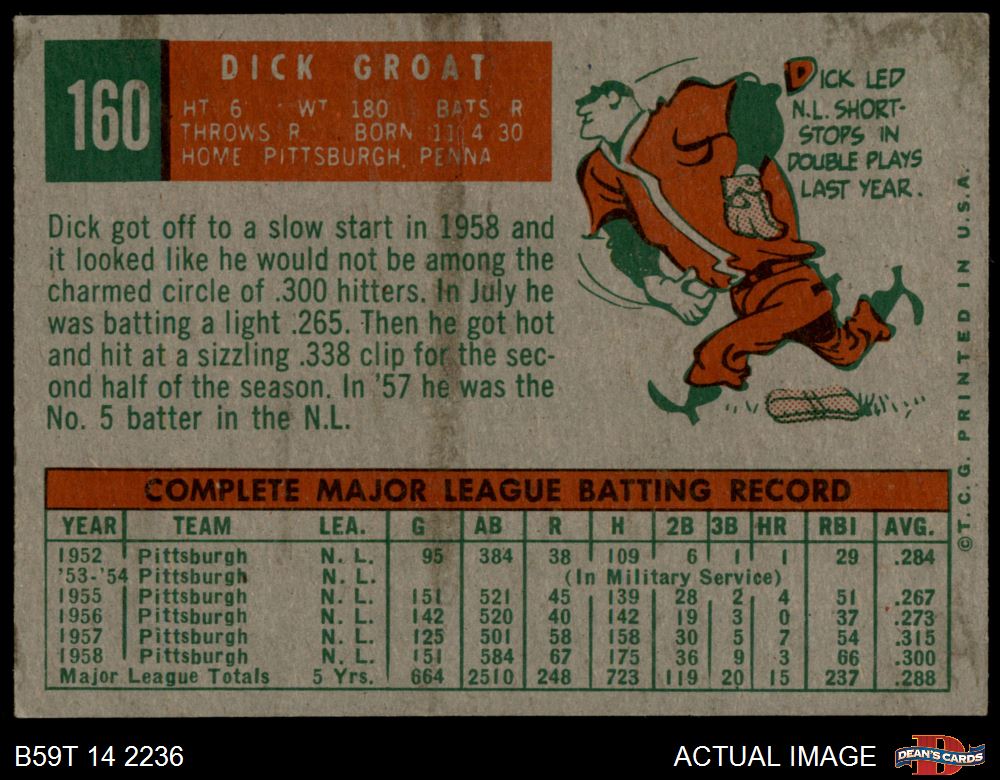 160
DICK GROAT
HT 6 WT 180 BATS R
THROWS R BORN 11 4 30
HOME PITTSBURGH, PENNA
DICK LED
N.L. SHORT-
STOPS IN
DOUBLE PLAYS
LAST YEAR.
Dick got off to a slow start in 1958 and
it looked like he would not be among the
charmed circle of .300 hitters. In July he
was batting a light .265. Then he got hot
and hit at a sizzling .338 clip for the sec-
ond half of the season. In '57 he was the
No. 5 batter in the N.L.
©T.C.G. PRINTED IN U.S.A.
COMPLETE MAJOR LEAGUE BATTING RECORD
YEAR TEAM LEA. G AB R H 2B 3B HR RBI AVG.
1952 Pittsburgh N. L. 95 384 38 109 6 1 1 29 .284
'53-'54 Pittsburgh N. L. (In Military Service)
1955 Pittsburgh N. L. 151 521 45 139 28 2 4 51 .267
1956 Pittsburgh N. L. 142 520 40 142 19 3 0 37 .273
1957 Pittsburgh N. L. 125 501 58 158 30 5 7 54 .315
1958 Pittsburgh N. L. 151 584 67 175 36 9 3 66 .300
Major League Totals 5 Yrs. 664 2510 248 723 119 20 15 237 .288
B59T 14 2236
ACTUAL IMAGE
DEAN'S CARDS